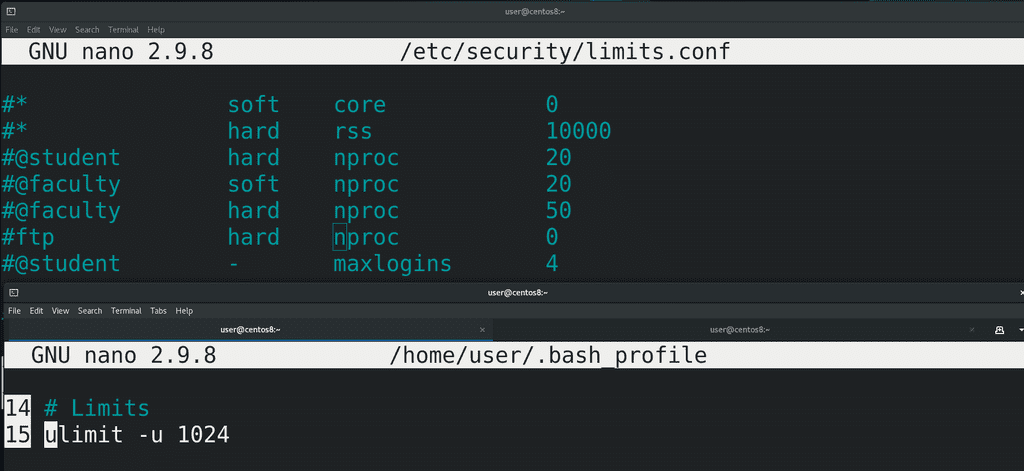 user@centos8:~
File Edit View Search Terminal Help
GNU nano 2.9.8 /etc/security/limits.conf
#* soft core 0
#* hard rss 10000
#@student hard nproc 20
#@faculty soft nproc 20
#@faculty hard nproc 50
#ftp hard nproc 0
#@student - maxlogins 4
user@centos8:~
File Edit View Search Terminal Tabs Help
user@centos8:~ user@centos8:~
GNU nano 2.9.8 /home/user/.bash_profile
14 # Limits
15 ulimit -u 1024